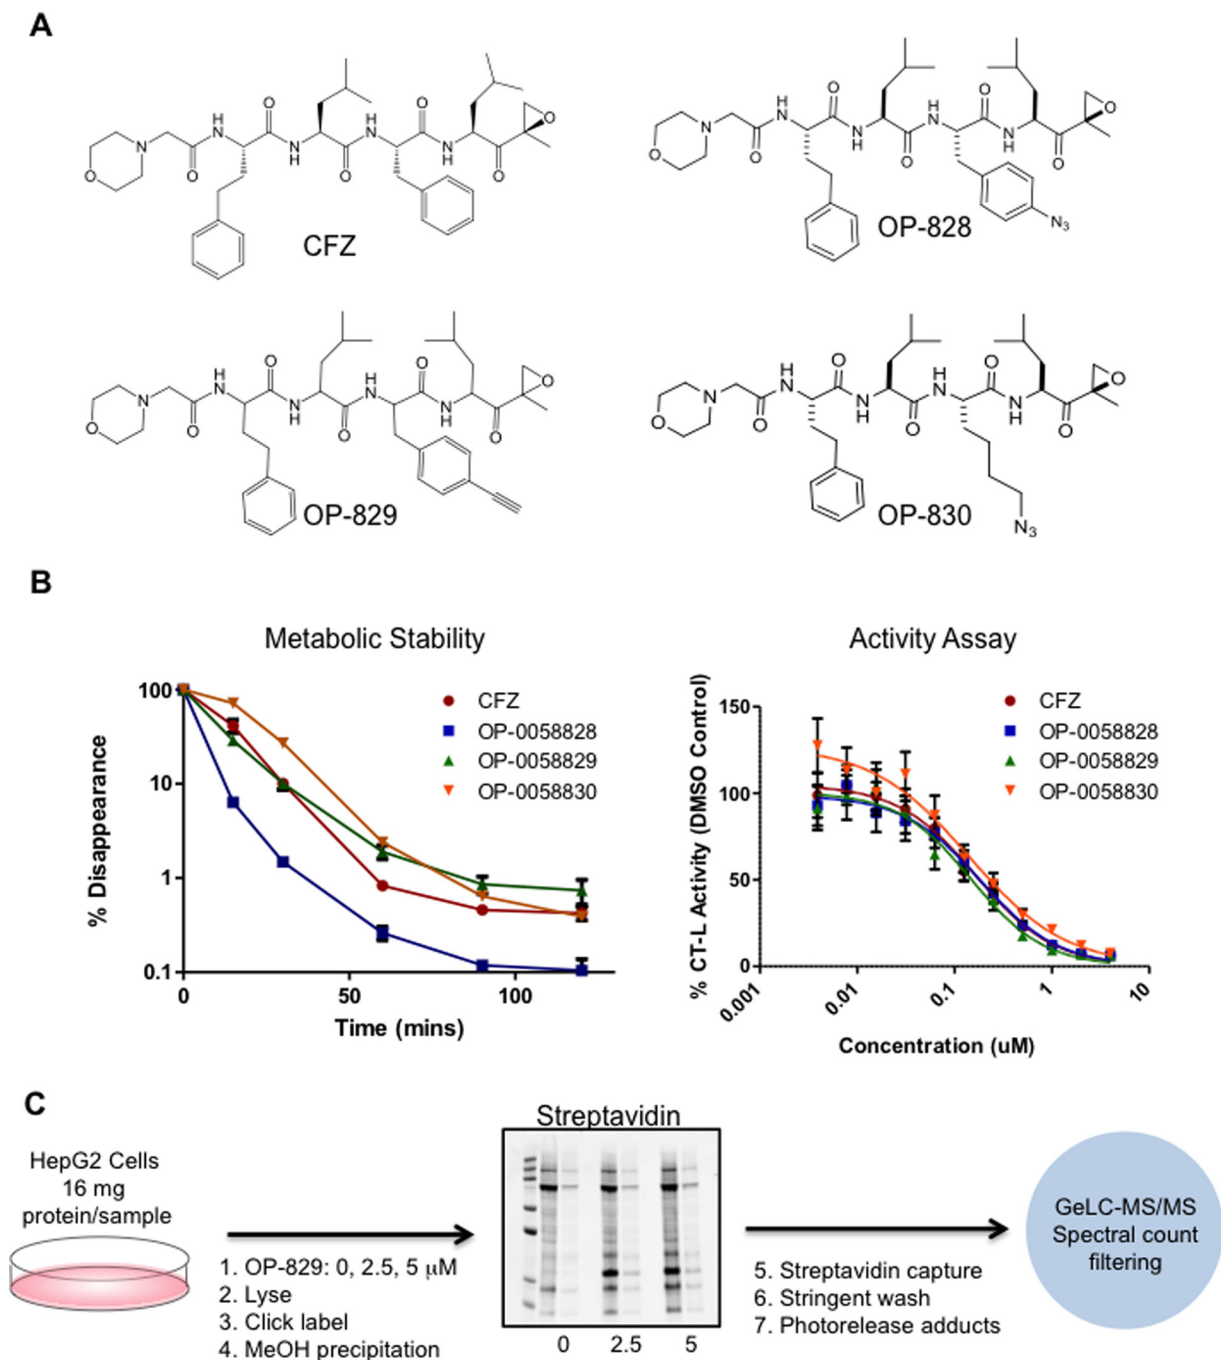 A
CFZ
OP-828
OP-829
OP-830
O
N
H
N
O
O
N
H
O
H
N
O
N
H
O
O
N₃
N₃
B
Metabolic Stability
Activity Assay
% Disappearance
100
10
1
0.1
0
50
100
Time (mins)
CFZ
OP-0058828
OP-0058829
OP-0058830
% CT-L Activity (DMSO Control)
150
100
50
0
0.001
0.01
0.1
1
10
Concentration (uM)
CFZ
OP-0058828
OP-0058829
OP-0058830
C
HepG2 Cells
16 mg
protein/sample
1. OP-829: 0, 2.5, 5 μM
2. Lyse
3. Click label
4. MeOH precipitation
Streptavidin
0 2.5 5
5. Streptavidin capture
6. Stringent wash
7. Photorelease adducts
GeLC-MS/MS
Spectral count
filtering